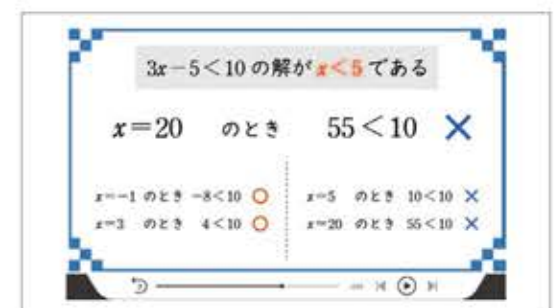 3x−5<10 の解が x<5 である
x=20 のとき 55<10 ×
x=−1 のとき −8<10 ○
x=3 のとき 4<10 ○
x=5 のとき 10<10 ×
x=20 のとき 55<10 ×